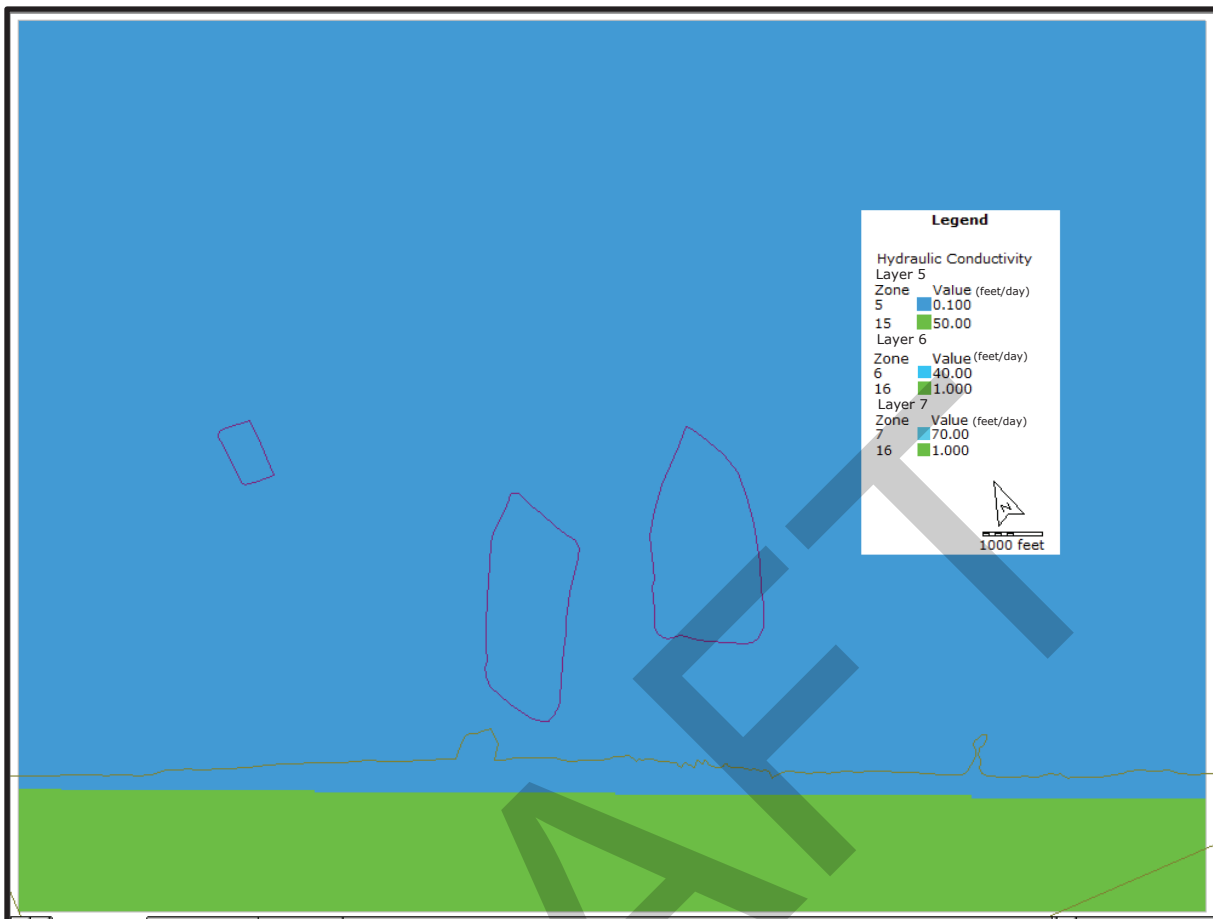 Legend
Hydraulic Conductivity
Layer 5
Zone Value (feet/day)
5 0.100
15 50.00
Layer 6
Zone Value (feet/day)
6 40.00
16 1.000
Layer 7
Zone Value (feet/day)
7 70.00
16 1.000
N
1000 feet
AFT